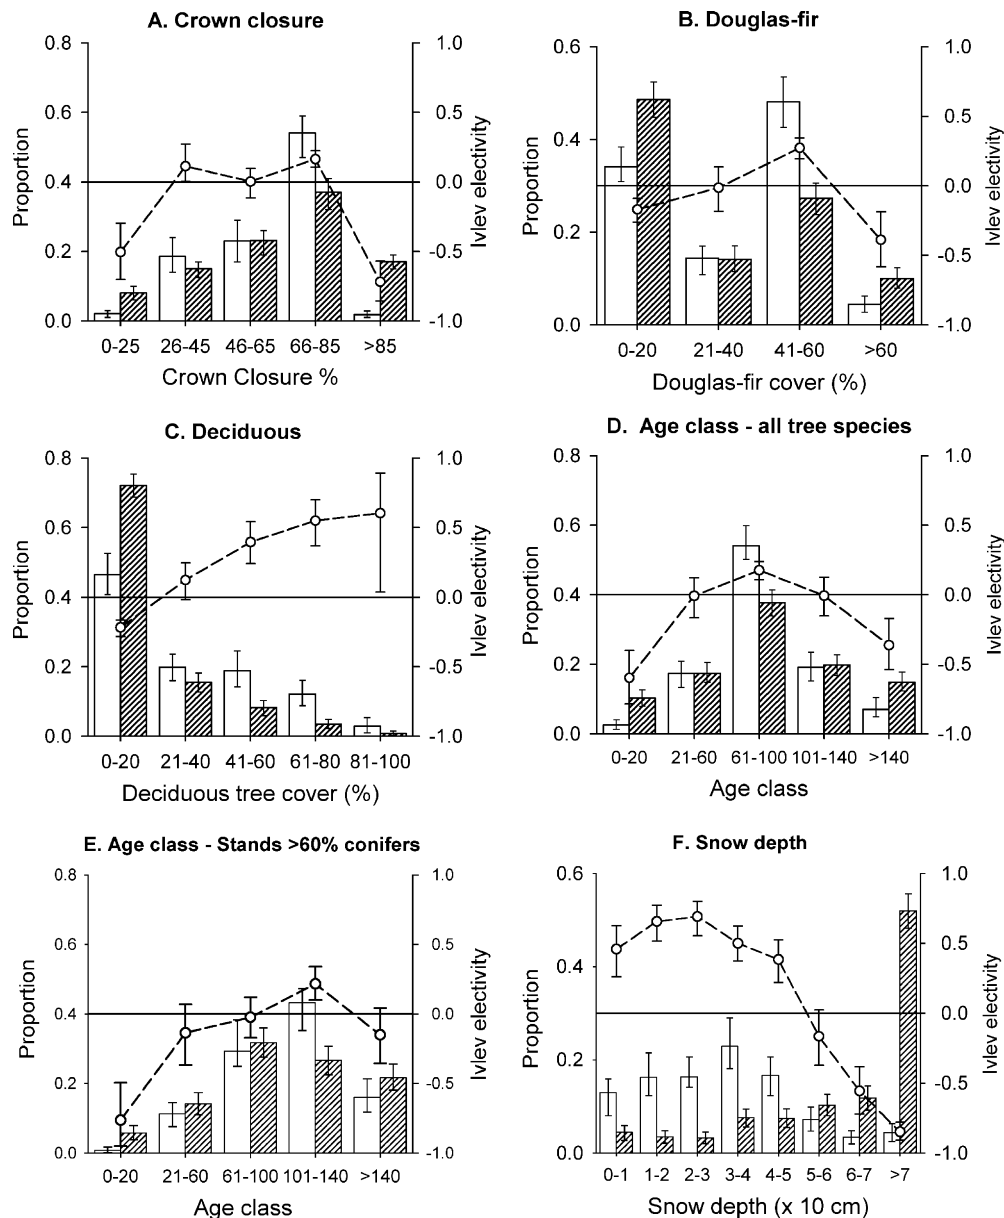 A. Crown closure
0.8
0.6
0.4
0.2
0.0
Proportion
1.0
0.5
0.0
-0.5
-1.0
Ivlev electivity
0-25 26-45 46-65 66-85 >85
Crown Closure %
B. Douglas-fir
0.6
0.4
0.2
0.0
Proportion
1.0
0.5
0.0
-0.5
-1.0
Ivlev electivity
0-20 21-40 41-60 >60
Douglas-fir cover (%)
C. Deciduous
0.8
0.6
0.4
0.2
0.0
Proportion
1.0
0.5
0.0
-0.5
-1.0
Ivlev electivity
0-20 21-40 41-60 61-80 81-100
Deciduous tree cover (%)
D. Age class - all tree species
0.8
0.6
0.4
0.2
0.0
Proportion
1.0
0.5
0.0
-0.5
-1.0
Ivlev electivity
0-20 21-60 61-100 101-140 >140
Age class
E. Age class - Stands >60% conifers
0.8
0.6
0.4
0.2
0.0
Proportion
1.0
0.5
0.0
-0.5
-1.0
Ivlev electivity
0-20 21-60 61-100 101-140 >140
Age class
F. Snow depth
0.6
0.4
0.2
0.0
Proportion
1.0
0.5
0.0
-0.5
-1.0
Ivlev electivity
0-1 1-2 2-3 3-4 4-5 5-6 6-7 >7
Snow depth (x 10 cm)